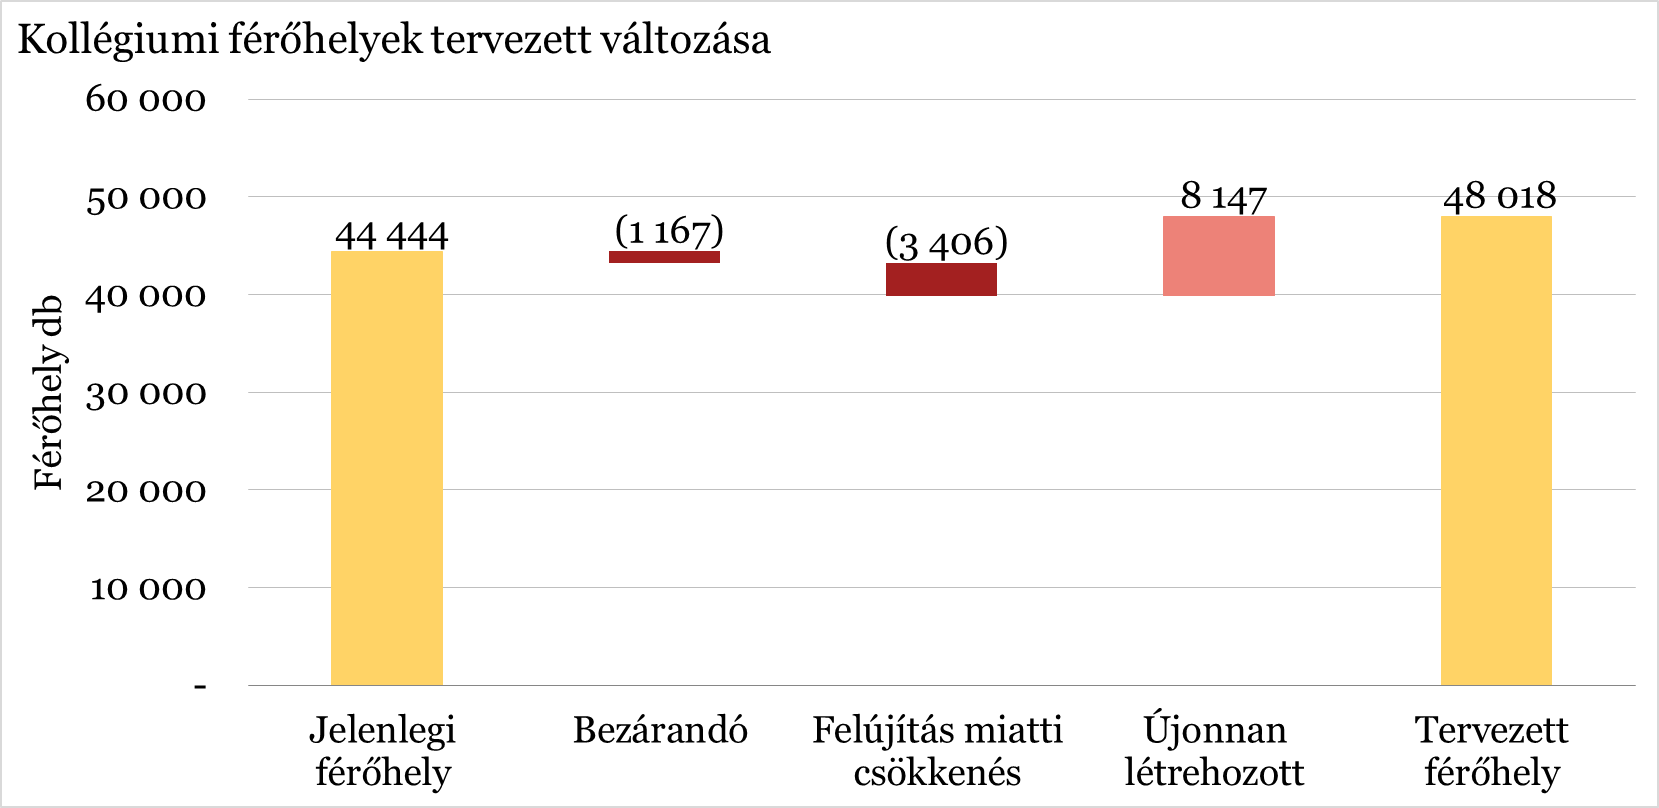 Kollégiumi férőhelyek tervezett változása
60 000
50 000
40 000
30 000
20 000
10 000
-
Férőhely db
44 444
(1 167)
(3 406)
8 147
48 018
Jelenlegi
férőhely
Bezárandó
Felújítás miatti
csökkenés
Újonnan
létrehozott
Tervezett
férőhely